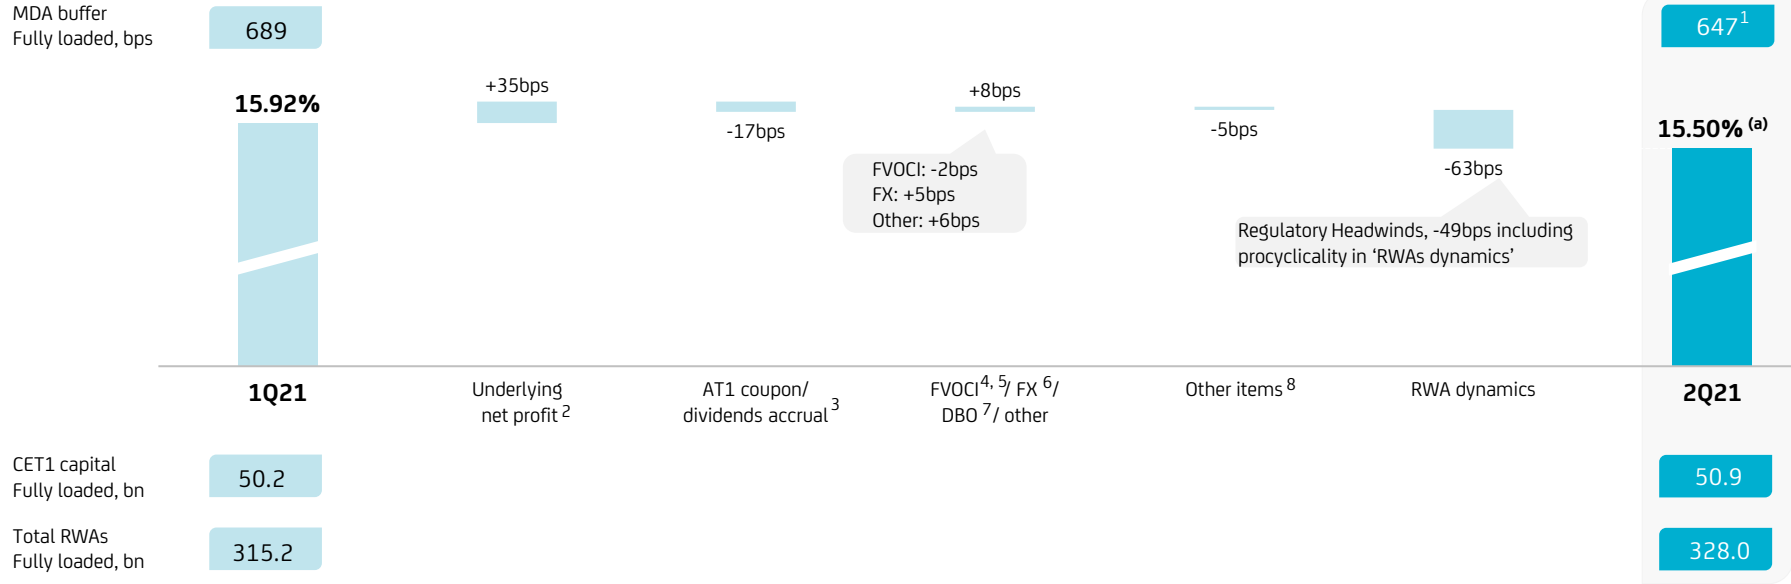 MDA buffer
Fully loaded, bps
689
647 1
15.92%
+35bps
-17bps
+8bps
-5bps
-63bps
15.50% (a)
FVOCI: -2bps
FX: +5bps
Other: +6bps
Regulatory Headwinds, -49bps including
procyclicality in ‘RWAs dynamics’
1Q21
Underlying
net profit 2
AT1 coupon/
dividends accrual 3
FVOCI 4, 5/ FX 6/
DBO 7/ other
Other items 8
RWA dynamics
2Q21
CET1 capital
Fully loaded, bn
50.2
50.9
Total RWAs
Fully loaded, bn
315.2
328.0